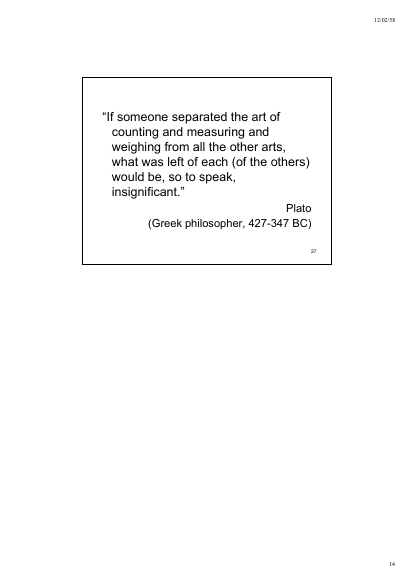 12/02/58
“If someone separated the art of
counting and measuring and
weighing from all the other arts,
what was left of each (of the others)
would be, so to speak,
insignificant.”
Plato
(Greek philosopher, 427-347 BC)
27
14